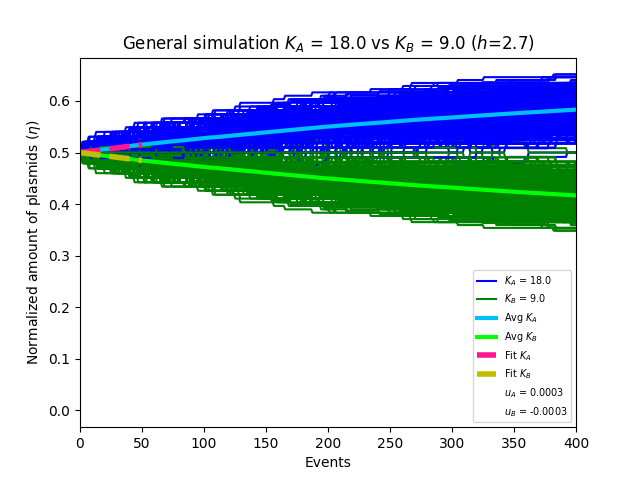 General simulation K_A = 18.0 vs K_B = 9.0 (h=2.7)
Normalized amount of plasmids (η)
0.6
0.5
0.4
0.3
0.2
0.1
0.0
K_A = 18.0
K_B = 9.0
Avg K_A
Avg K_B
Fit K_A
Fit K_B
u_A = 0.0003
u_B = -0.0003
0 50 100 150 200 250 300 350 400
Events